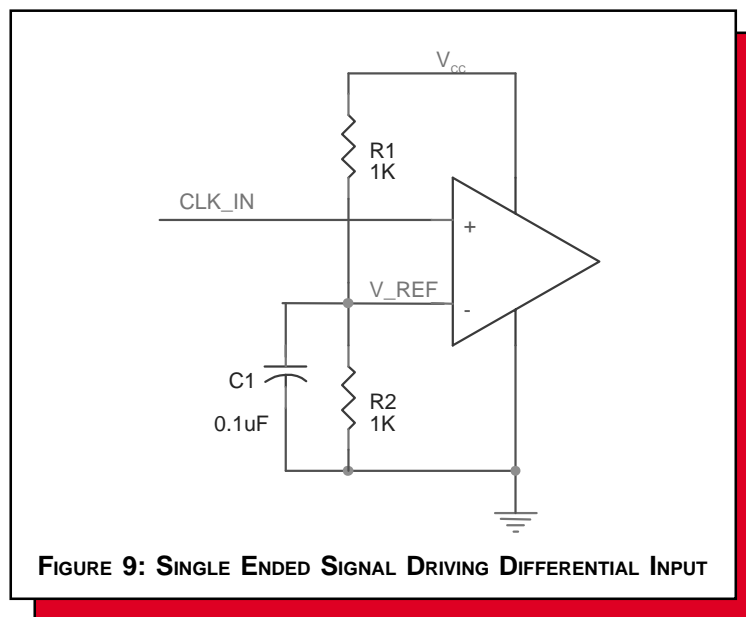 VCC
R1
1K
CLK_IN
+
V_REF
-
C1
0.1uF
R2
1K
FIGURE 9: SINGLE ENDED SIGNAL DRIVING DIFFERENTIAL INPUT